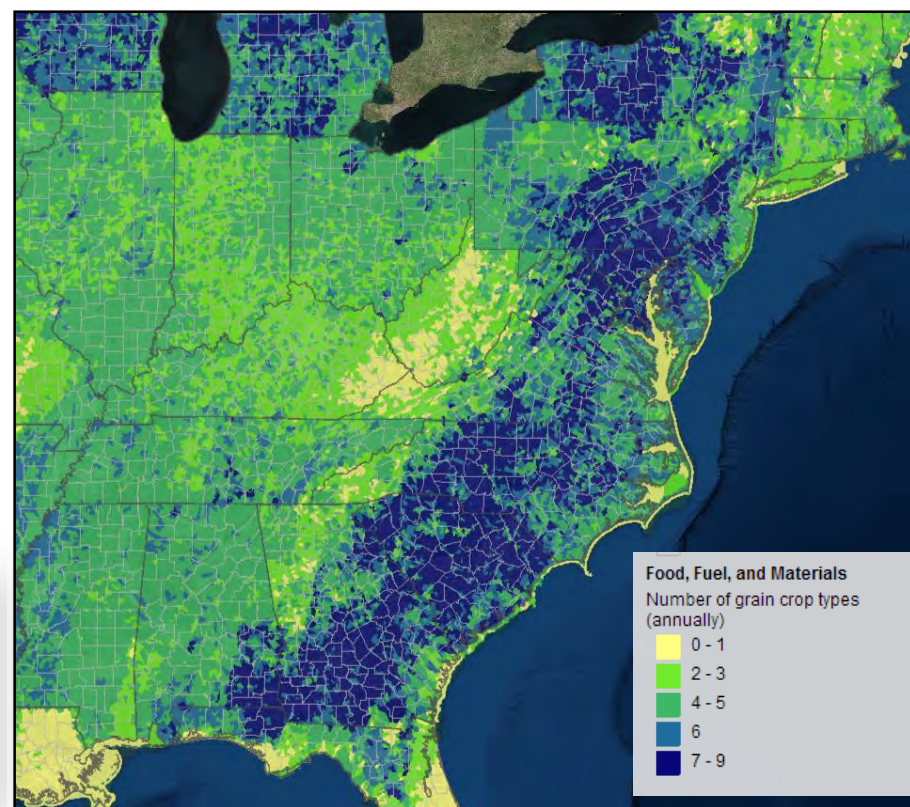 Food, Fuel, and Materials
Number of grain crop types
(annually)
0 - 1
2 - 3
4 - 5
6
7 - 9